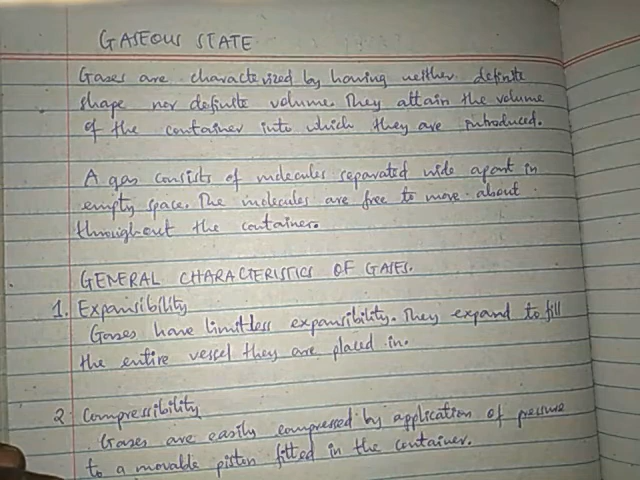 GASEOUS STATE
Gases are characterized by having neither definite
shape nor definite volume. They attain the volume
of the container into which they are introduced.
A gas consists of molecules separated wide apart in
empty space. The molecules are free to move about
throughout the container.
GENERAL CHARACTERISTICS OF GASES.
1. Expansibility
Gases have limitless expansibility. They expand to fill
the entire vessel they are placed in.
2 Compressibility
Gases are easily compressed by application of pressure
to a movable piston fitted in the container.